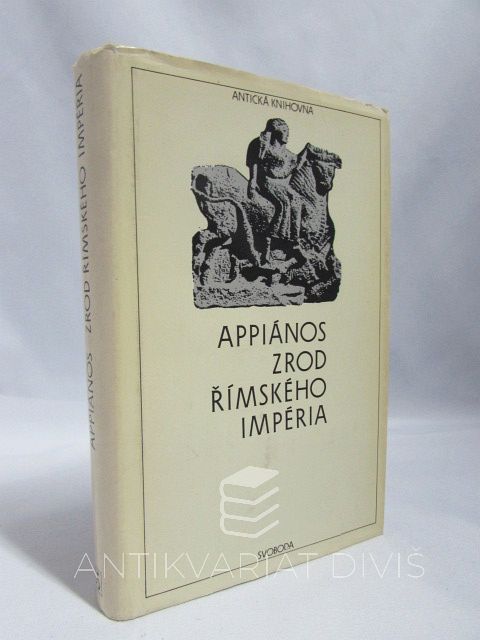 ANTICKÁ KNIHOVNA
APPIÁNOS
ZROD
ŘÍMSKÉHO
IMPÉRIA
SVOBODA
APPIÁNOS ZROD ŘÍMSKÉHO IMPÉRIA
ANTIKVARIÁT DIVIŠ